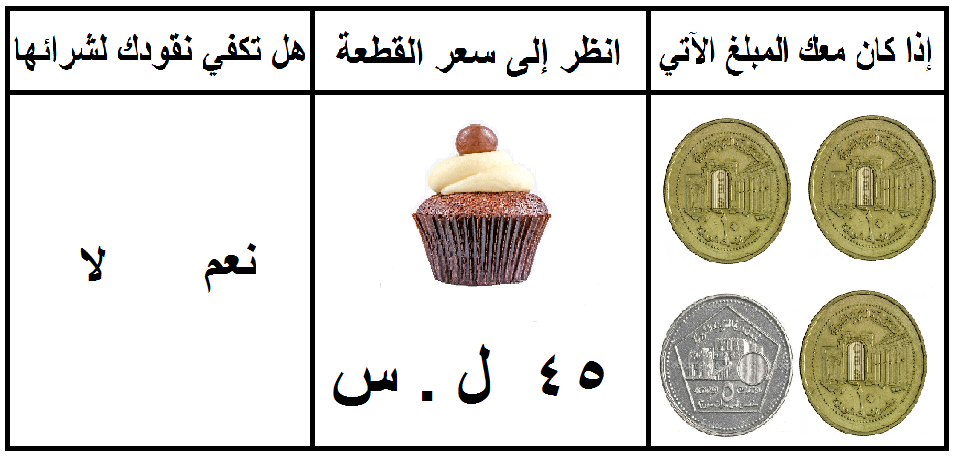 إذا كان معك المبلغ الآتي
انظر إلى سعر القطعة
هل تكفي نقودك لشرائها
١٠
١٠
٥
١٠
٤٥ ل . س
نعم
لا